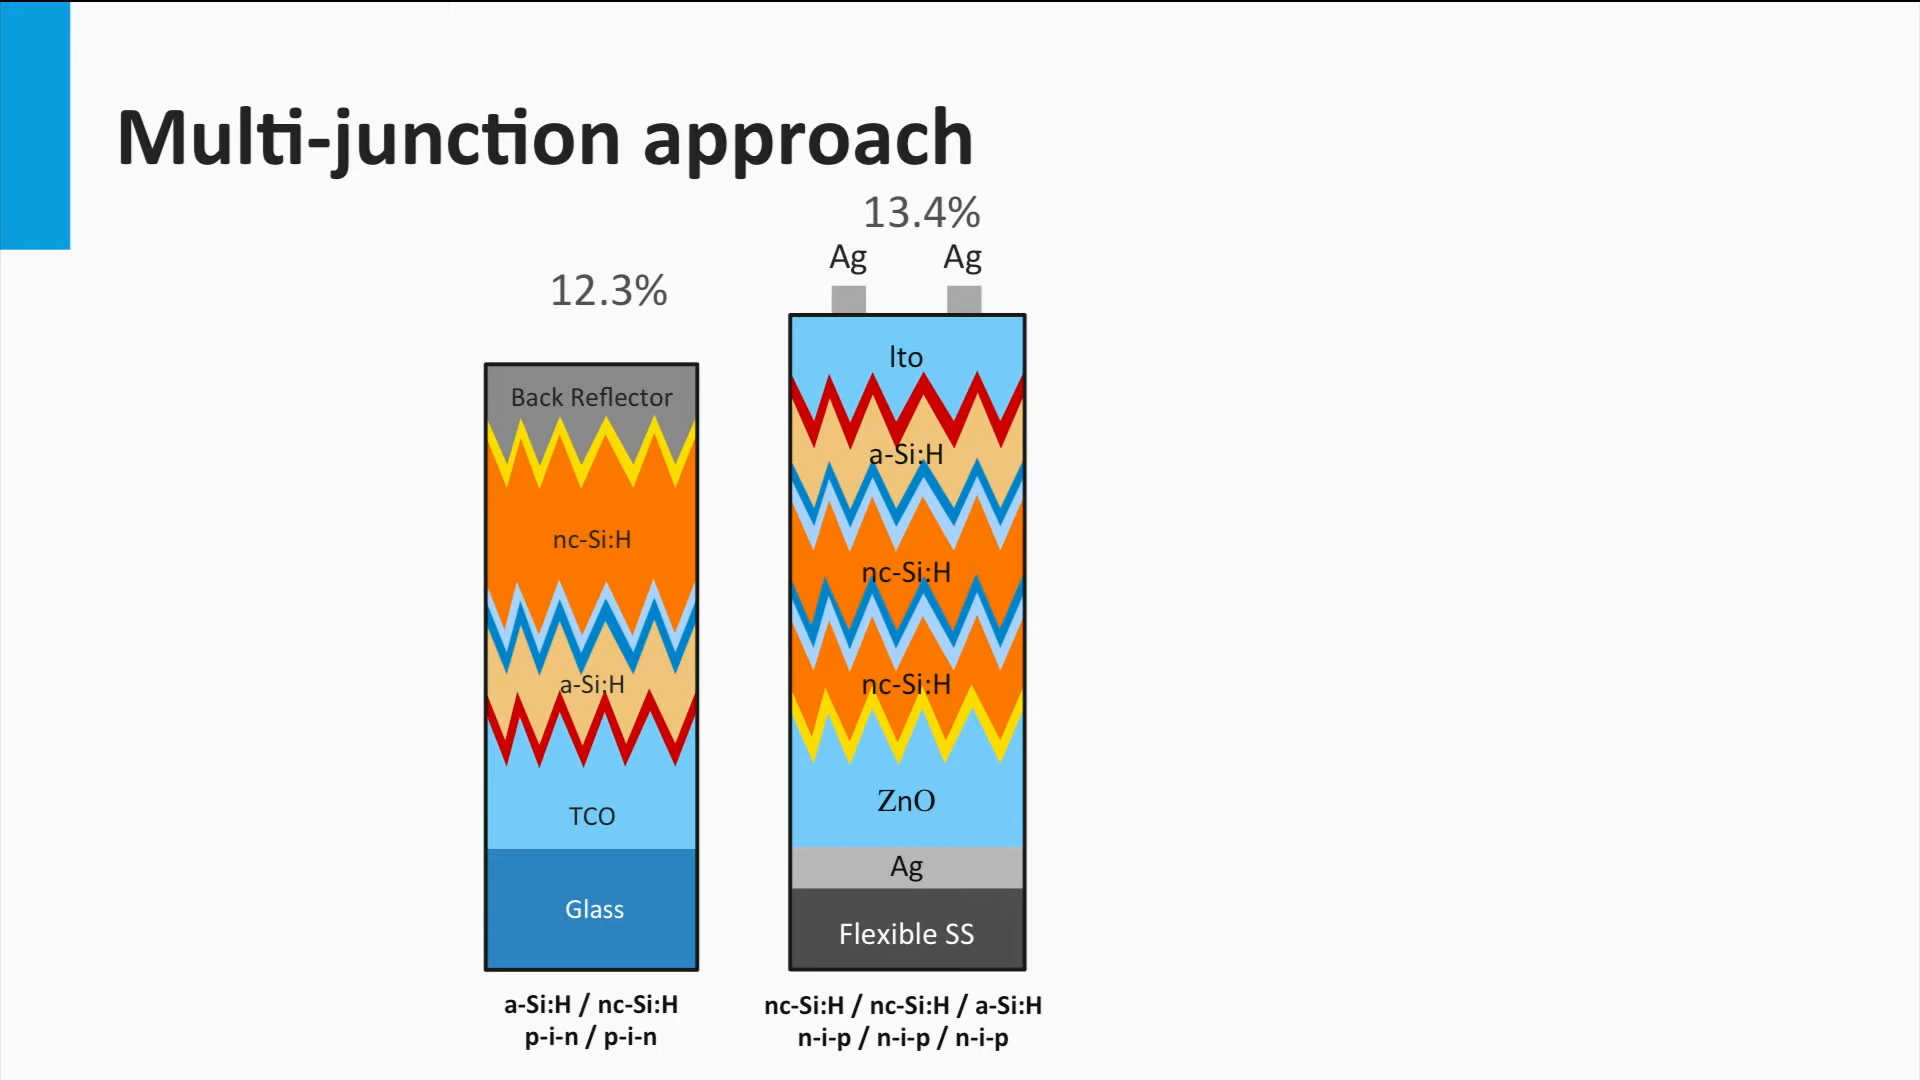 Multi-junction approach
12.3%
Back Reflector
nc-Si:H
a-Si:H
TCO
Glass
a-Si:H / nc-Si:H
p-i-n / p-i-n
13.4%
Ag Ag
Ito
a-Si:H
nc-Si:H
nc-Si:H
ZnO
Ag
Flexible SS
nc-Si:H / nc-Si:H / a-Si:H
n-i-p / n-i-p / n-i-p